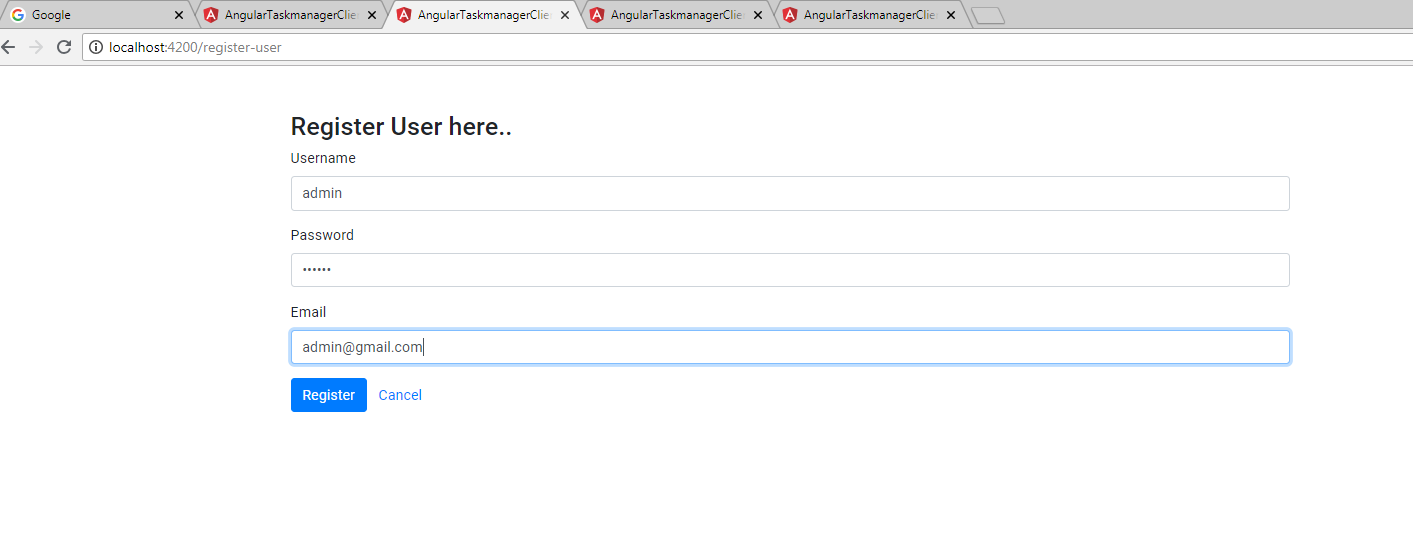 Google AngularTaskmanagerClie AngularTaskmanagerClie AngularTaskmanagerClie AngularTaskmanagerClie
localhost:4200/register-user
Register User here..
Username
admin
Password
••••••
Email
admin@gmail.com
Register Cancel